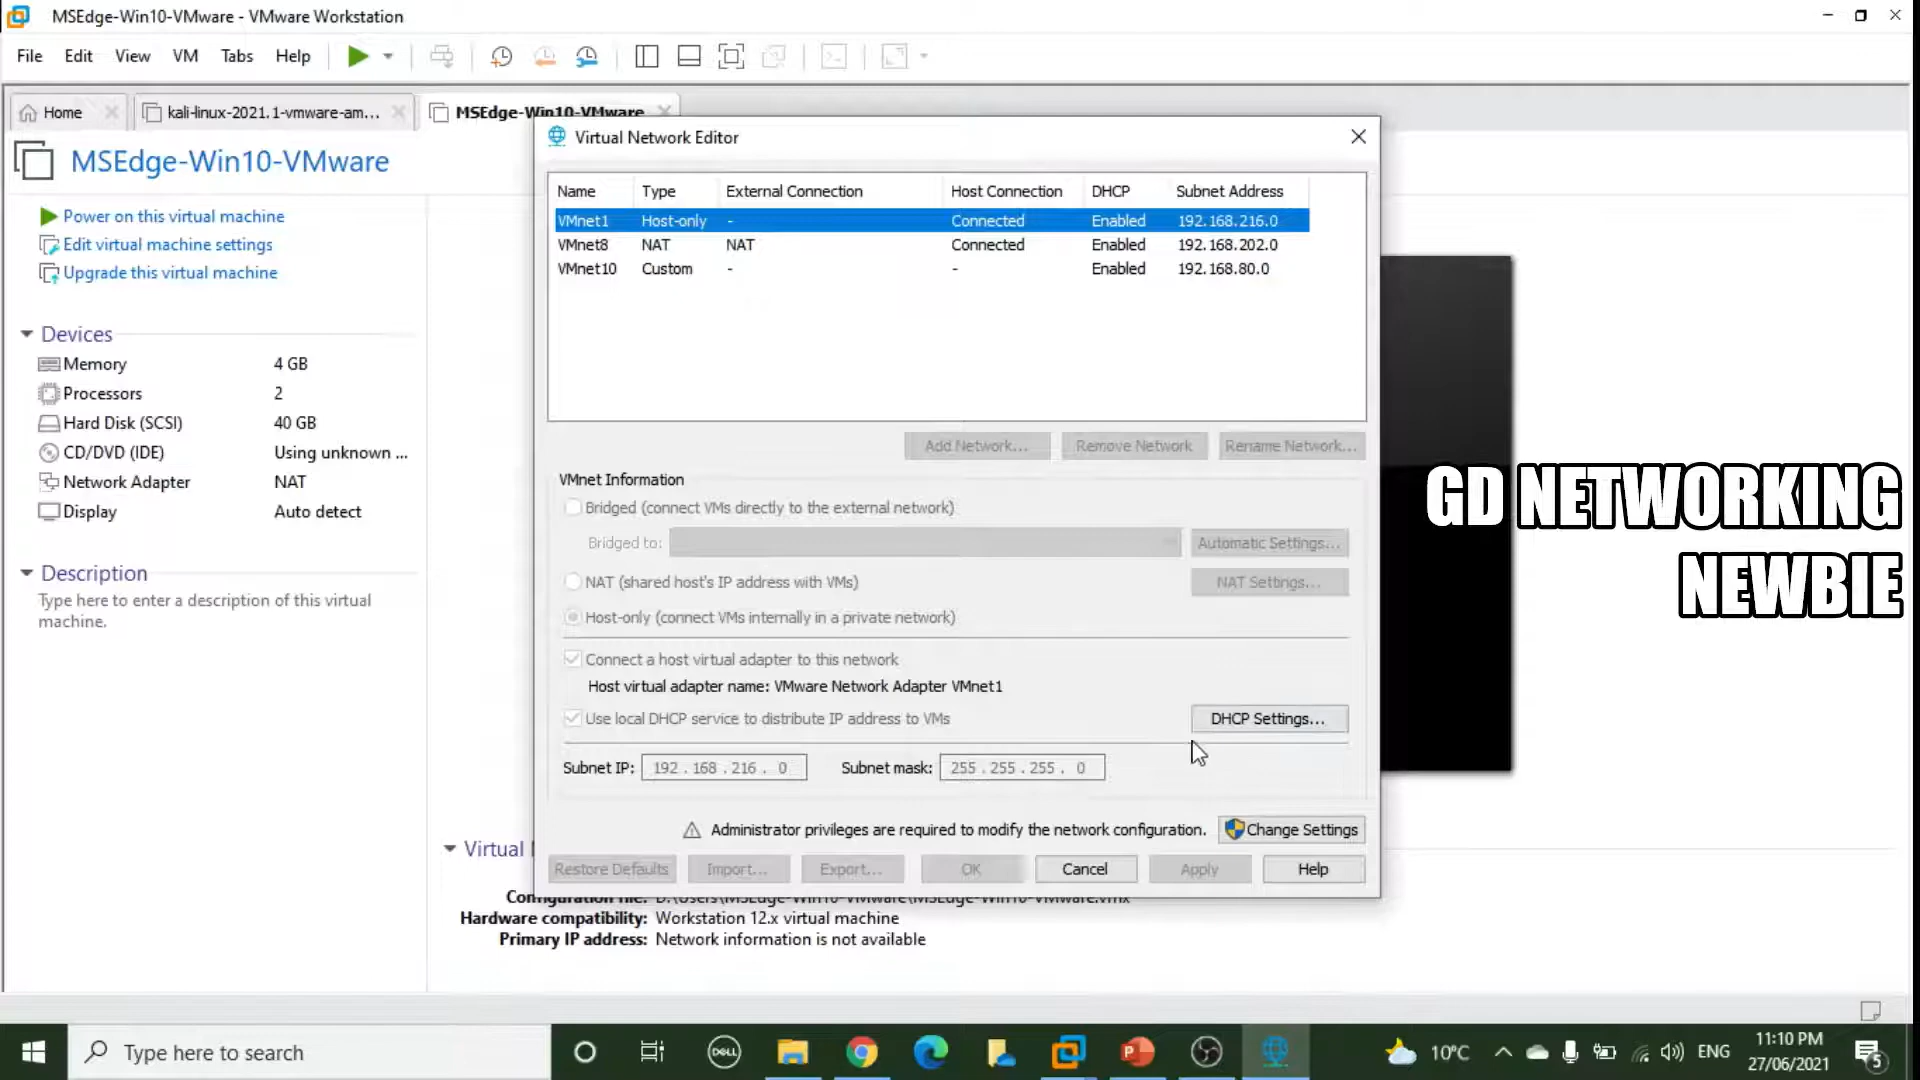 MSEdge-Win10-VMware - VMware Workstation
File Edit View VM Tabs Help
Home
kali-linux-2021.1-vmware-am...
MSEdge-Win10-VMware
MSEdge-Win10-VMware
Power on this virtual machine
Edit virtual machine settings
Upgrade this virtual machine
Devices
Memory 4 GB
Processors 2
Hard Disk (SCSI) 40 GB
CD/DVD (IDE) Using unknown ...
Network Adapter NAT
Display Auto detect
Description
Type here to enter a description of this virtual
machine.
Virtual Network Editor
Name Type External Connection Host Connection DHCP Subnet Address
VMnet1 Host-only - Connected Enabled 192.168.216.0
VMnet8 NAT NAT Connected Enabled 192.168.202.0
VMnet10 Custom - - Enabled 192.168.80.0
Add Network... Remove Network Rename Network...
VMnet Information
Bridged (connect VMs directly to the external network)
Bridged to: Automatic Settings...
NAT (shared host's IP address with VMs) NAT Settings...
Host-only (connect VMs internally in a private network)
Connect a host virtual adapter to this network
Host virtual adapter name: VMware Network Adapter VMnet1
Use local DHCP service to distribute IP address to VMs DHCP Settings...
Subnet IP: 192 . 168 . 216 . 0 Subnet mask: 255 . 255 . 255 . 0
Administrator privileges are required to modify the network configuration. Change Settings
Restore Defaults Import... Export... OK Cancel Apply Help
GD NETWORKING
NEWBIE
Virtual
Configuration file: D:\Users\MSEdge-Win10-VMware\MSEdge-Win10-VMware.vmx
Hardware compatibility: Workstation 12.x virtual machine
Primary IP address: Network information is not available
Type here to search
DELL
10°C
ENG
11:10 PM
27/06/2021
5